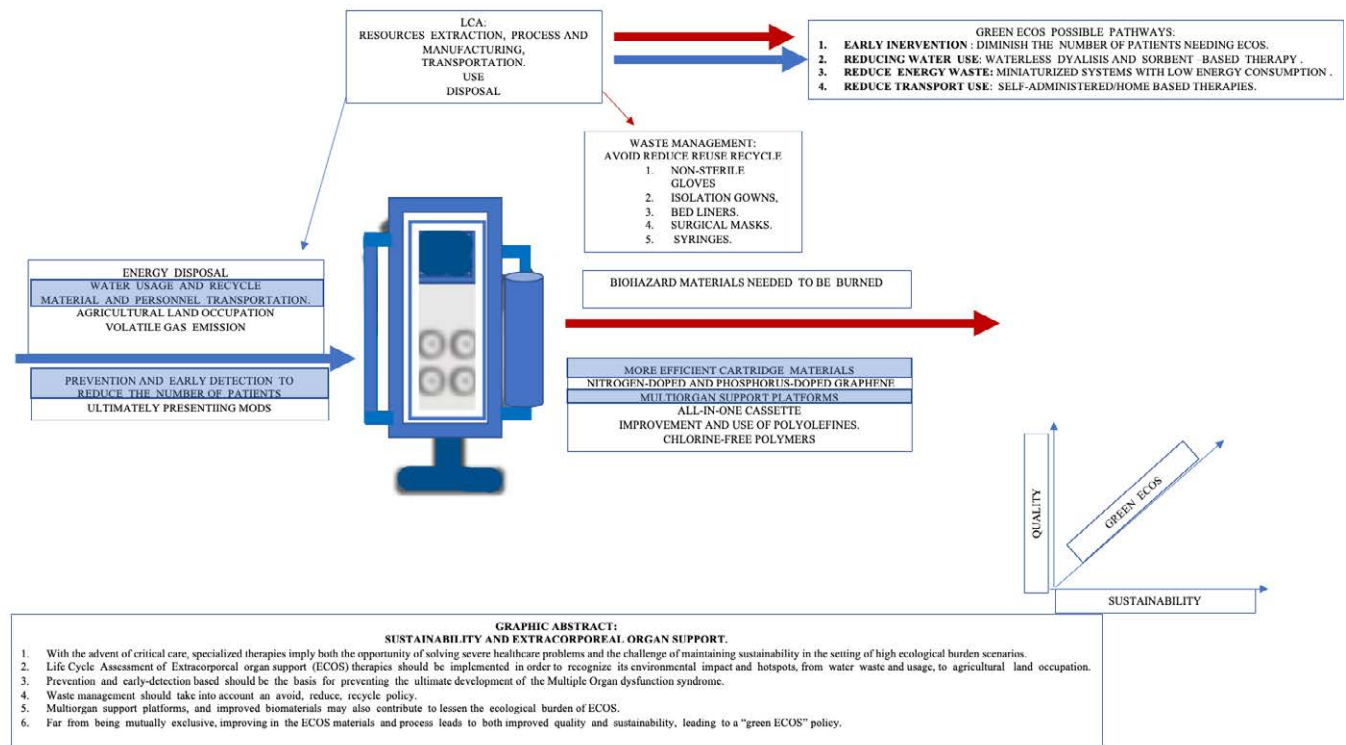 LCA:
RESOURCES EXTRACTION, PROCESS AND
MANUFACTURING,
TRANSPORTATION.
USE
DISPOSAL
GREEN ECOS POSSIBLE PATHWAYS:
1. EARLY INERVENTION : DIMINISH THE NUMBER OF PATIENTS NEEDING ECOS.
2. REDUCING WATER USE: WATERLESS DYALISIS AND SORBENT –BASED THERAPY .
3. REDUCE ENERGY WASTE: MINIATURIZED SYSTEMS WITH LOW ENERGY CONSUMPTION .
4. REDUCE TRANSPORT USE: SELF-ADMINISTERED/HOME BASED THERAPIES.
WASTE MANAGEMENT:
AVOID REDUCE REUSE RECYCLE
1. NON-STERILE
GLOVES
2. ISOLATION GOWNS,
3. BED LINERS.
4. SURGICAL MASKS.
5. SYRINGES.
ENERGY DISPOSAL
WATER USAGE AND RECYCLE
MATERIAL AND PERSONNEL TRANSPORTATION.
AGRICULTURAL LAND OCCUPATION
VOLATILE GAS EMISSION
BIOHAZARD MATERIALS NEEDED TO BE BURNED
PREVENTION AND EARLY DETECTION TO
REDUCE THE NUMBER OF PATIENTS
ULTIMATELY PRESENTIING MODS
MORE EFFICIENT CARTRIDGE MATERIALS
NITROGEN-DOPED AND PHOSPHORUS-DOPED GRAPHENE
MULTIORGAN SUPPORT PLATFORMS
ALL-IN-ONE CASSETTE
IMPROVEMENT AND USE OF POLYOLEFINES.
CHLORINE-FREE POLYMERS
QUALITY
GREEN ECOS
SUSTAINABILITY
GRAPHIC ABSTRACT:
SUSTAINABILITY AND EXTRACORPOREAL ORGAN SUPPORT.
1. With the advent of critical care, specialized therapies imply both the opportunity of solving severe healthcare problems and the challenge of maintaining sustainability in the setting of high ecological burden scenarios.
2. Life Cycle Assessment of Extracorporeal organ support (ECOS) therapies should be implemented in order to recognize its environmental impact and hotspots, from water waste and usage, to agricultural land occupation.
3. Prevention and early-detection based should be the basis for preventing the ultimate development of the Multiple Organ dysfunction syndrome.
4. Waste management should take into account an avoid, reduce, recycle policy.
5. Multiorgan support platforms, and improved biomaterials may also contribute to lessen the ecological burden of ECOS.
6. Far from being mutually exclusive, improving in the ECOS materials and process leads to both improved quality and sustainability, leading to a “green ECOS” policy.